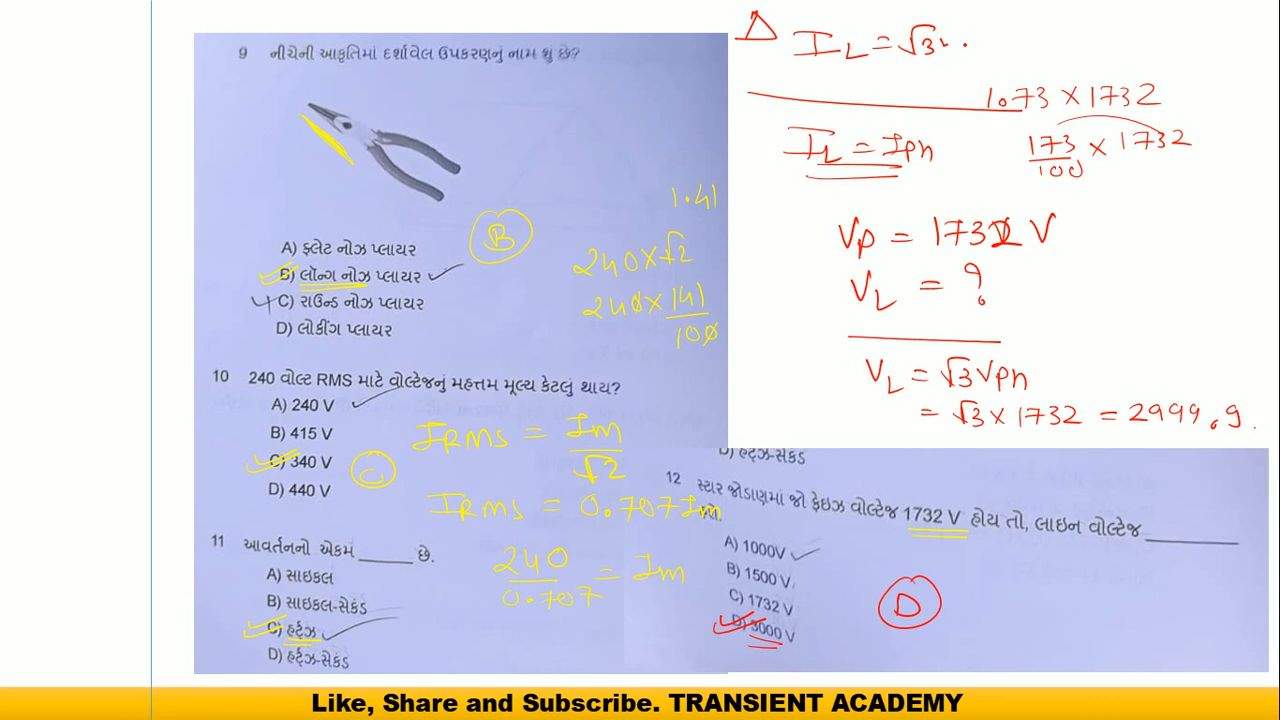 9 નીચેની આકૃતિમાં દર્શાવેલ ઉપકરણનું નામ શું છે?
A) ફ્લેટ નોઝ પ્લાયર
B) લૉન્ગ નોઝ પ્લાયર
C) રાઉન્ડ નોઝ પ્લાયર
D) લોકીંગ પ્લાયર
B
1.41
240×√2
240×141
100
10 240 વોલ્ટ RMS માટે વોલ્ટેજનું મહત્તમ મૂલ્ય કેટલું થાય?
A) 240 V
B) 415 V
C) 340 V
D) 440 V
C
IRMS = Im
√2
IRMS = 0.707 Im
240 = Im
0.707
11 આવર્તનનો એકમ ______ છે.
A) સાઇકલ
B) સાઇકલ-સેકંડ
C) હર્ટ્ઝ
D) હર્ટ્ઝ-સેકંડ
Δ IL = √3
1.73 × 1732
IL = Iph
173 × 1732
100
Vp = 1732 V
VL = ?
VL = √3 Vph
= √3 × 1732 = 2999.9
D) હર્ટ્ઝ-સેકંડ
12 સ્ટાર જોડાણમાં જો ફેઇઝ વોલ્ટેજ 1732 V હોય તો, લાઇન વોલ્ટેજ ______
A) 1000V
B) 1500 V
C) 1732 V
D) 3000 V
D
Like, Share and Subscribe. TRANSIENT ACADEMY